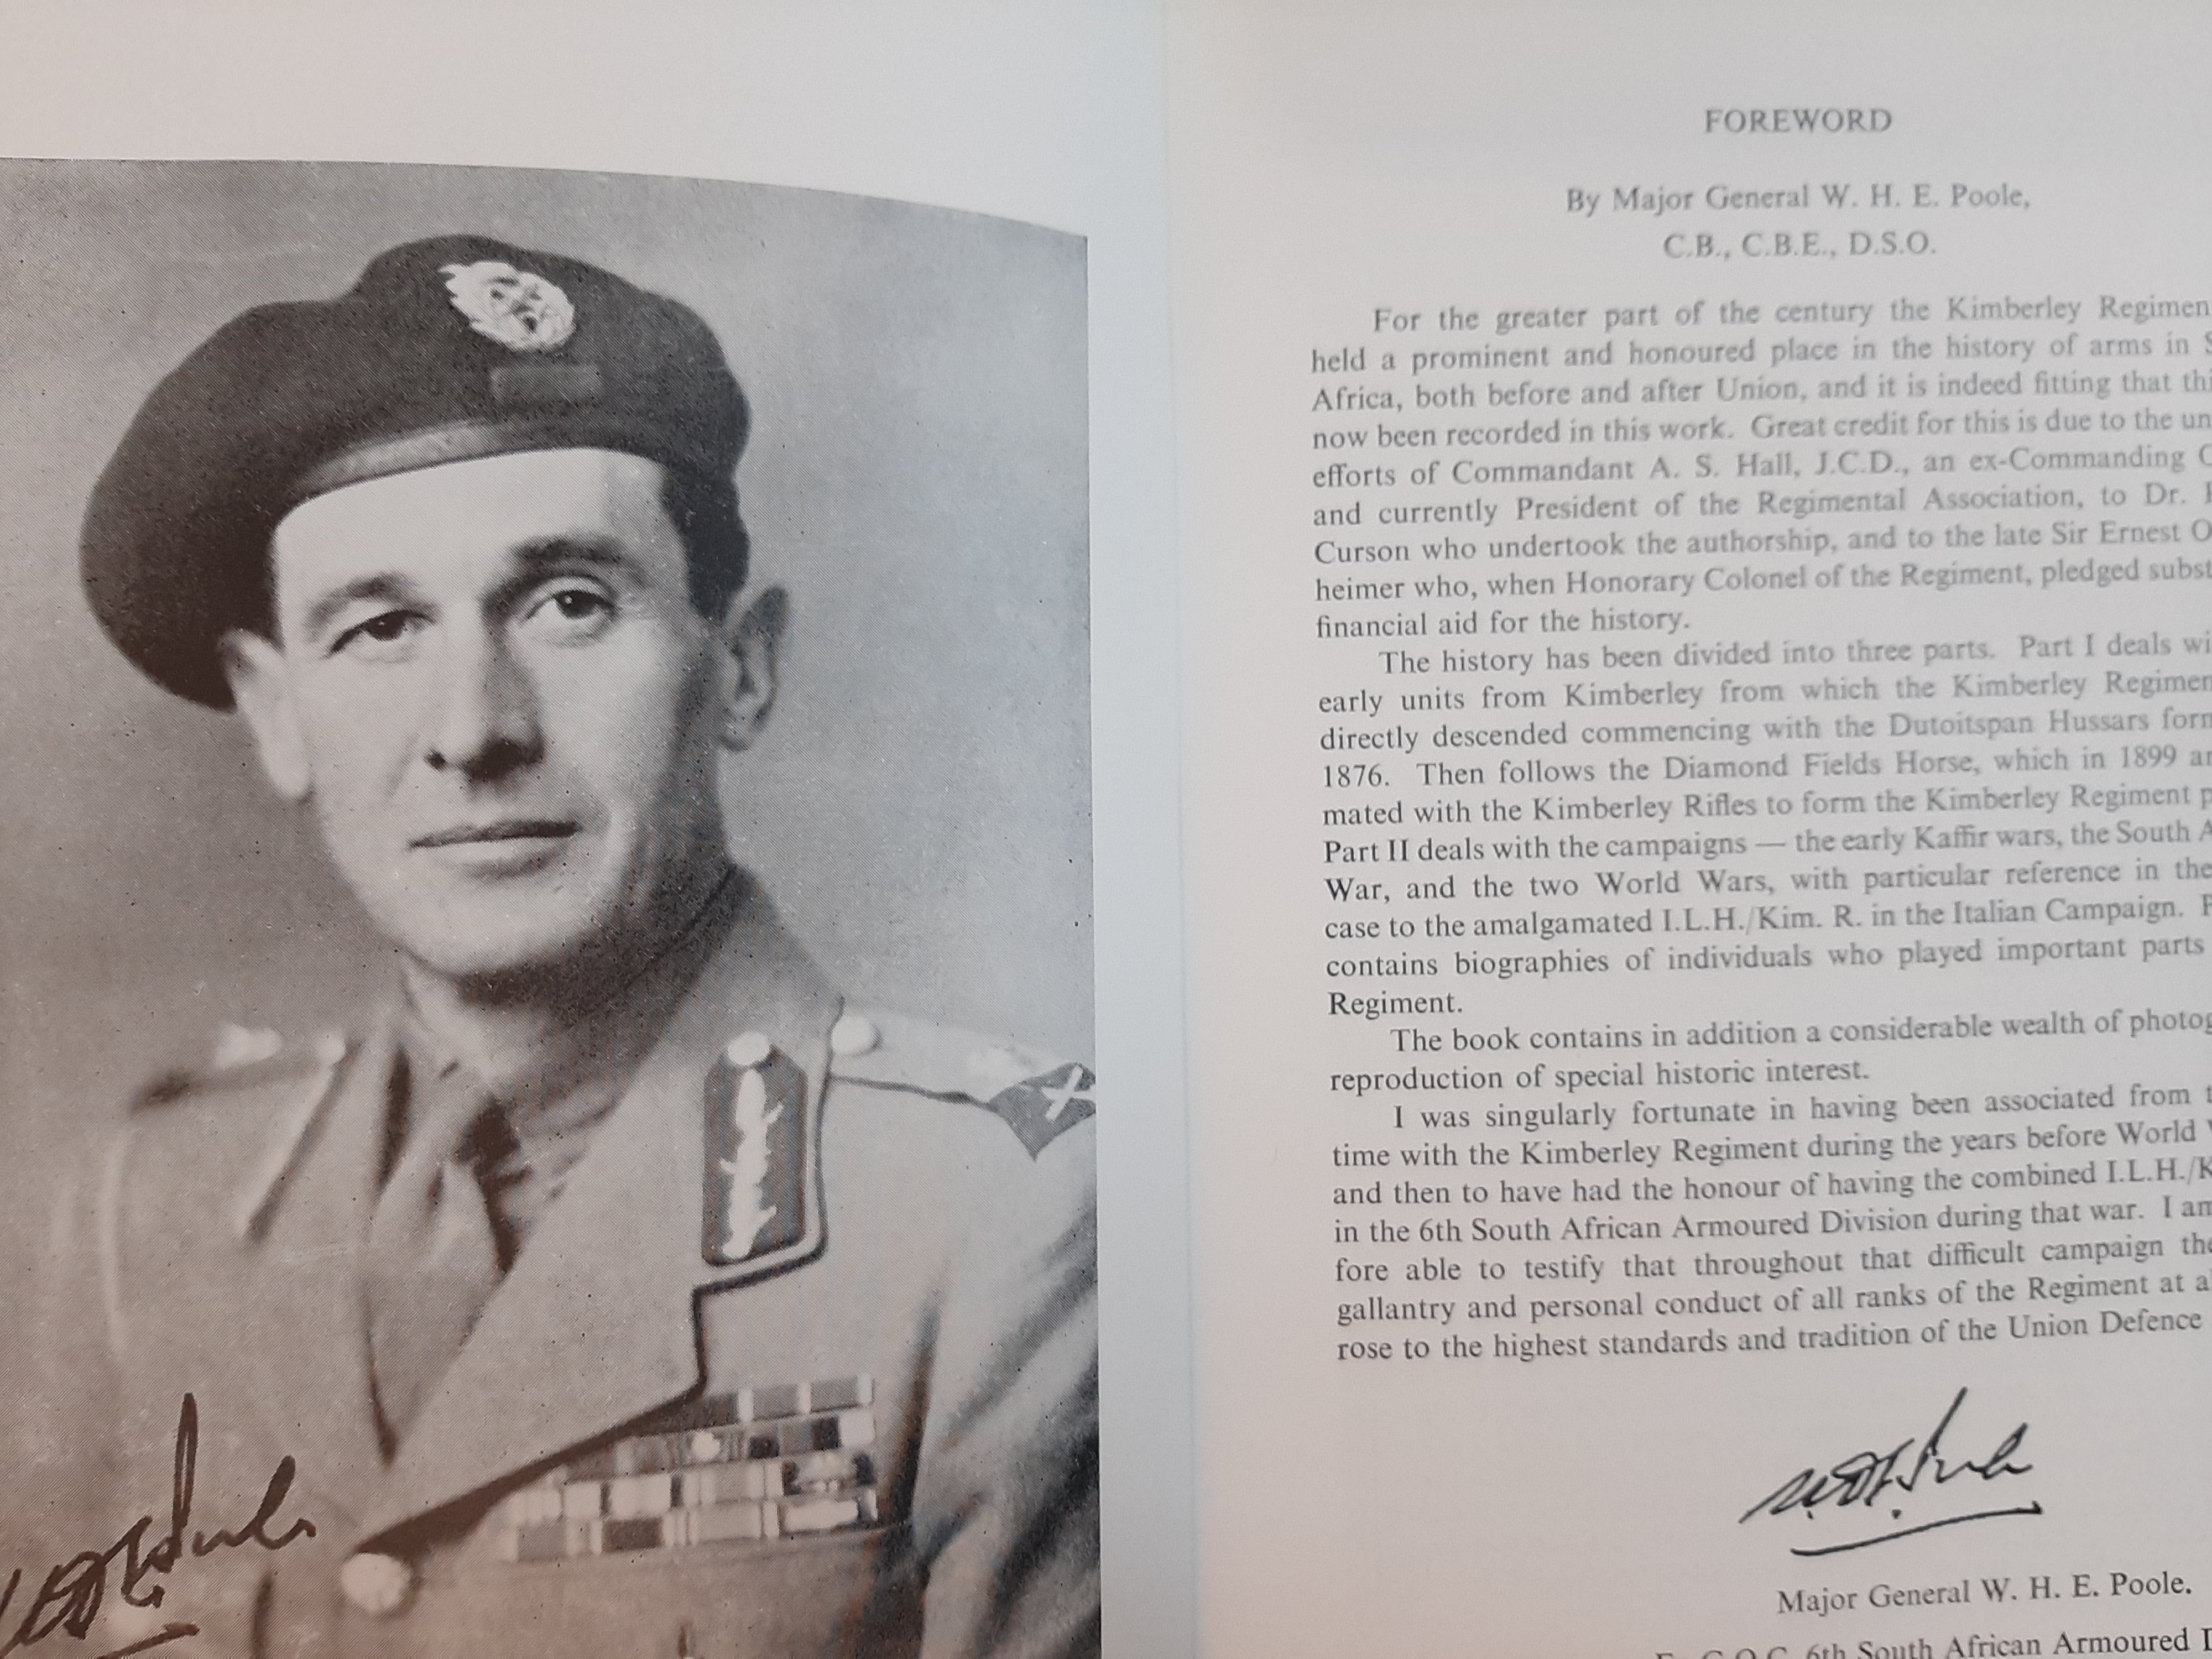 FOREWORD
By Major General W. H. E. Poole,
C.B., C.B.E., D.S.O.
For the greater part of the century the Kimberley Regimen
held a prominent and honoured place in the history of arms in S
Africa, both before and after Union, and it is indeed fitting that thi
now been recorded in this work. Great credit for this is due to the un
efforts of Commandant A. S. Hall, J.C.D., an ex-Commanding
and currently President of the Regimental Association, to Dr.
Curson who undertook the authorship, and to the late Sir Ernest O
heimer who, when Honorary Colonel of the Regiment, pledged subst
financial aid for the history.
The history has been divided into three parts. Part I deals wi
early units from Kimberley from which the Kimberley Regimen
directly descended commencing with the Dutoitspan Hussars form
1876. Then follows the Diamond Fields Horse, which in 1899 a
mated with the Kimberley Rifles to form the Kimberley Regiment p
Part II deals with the campaigns — the early Kaffir wars, the South A
War, and the two World Wars, with particular reference in the
case to the amalgamated I.L.H./Kim. R. in the Italian Campaign. P
contains biographies of individuals who played important parts
Regiment.
The book contains in addition a considerable wealth of photog
reproduction of special historic interest.
I was singularly fortunate in having been associated from t
time with the Kimberley Regiment during the years before World W
and then to have had the honour of having the combined I.L.H./K
in the 6th South African Armoured Division during that war. I am
fore able to testify that throughout that difficult campaign the
gallantry and personal conduct of all ranks of the Regiment at a
rose to the highest standards and tradition of the Union Defence
Major General W. H. E. Poole.
G.O.C. 6th South African Armoured